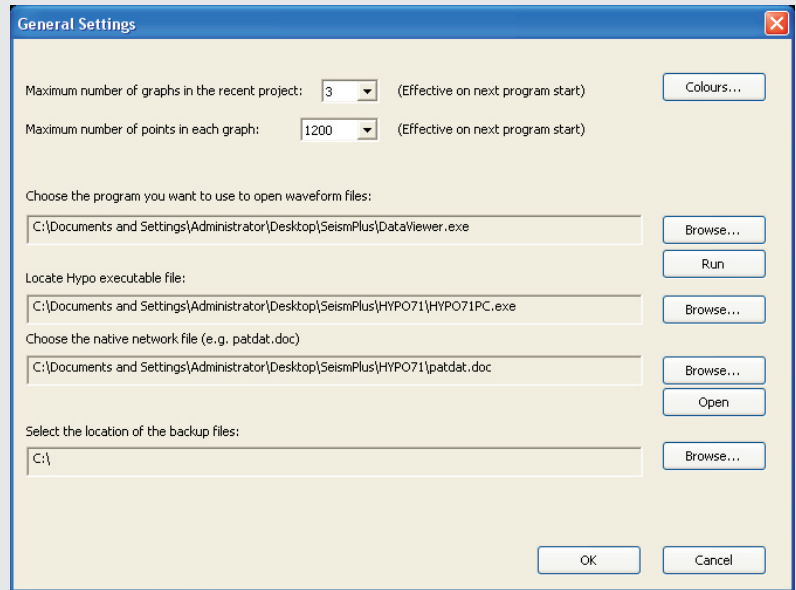 General Settings
Maximum number of graphs in the recent project: 3 (Effective on next program start) Colours...
Maximum number of points in each graph: 1200 (Effective on next program start)
Choose the program you want to use to open waveform files:
C:\Documents and Settings\Administrator\Desktop\SeismPlus\DataViewer.exe Browse...
Run
Locate Hypo executable file:
C:\Documents and Settings\Administrator\Desktop\SeismPlus\HYPO71\HYPO71PC.exe Browse...
Choose the native network file (e.g. patdat.doc)
C:\Documents and Settings\Administrator\Desktop\SeismPlus\HYPO71\patdat.doc Browse...
Open
Select the location of the backup files:
C:\ Browse...
OK Cancel